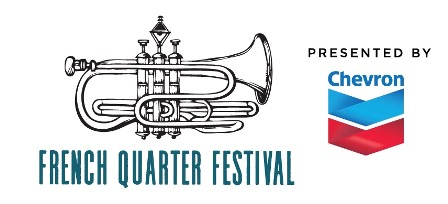 PRESENTED BY
Chevron
FRENCH QUARTER FESTIVAL